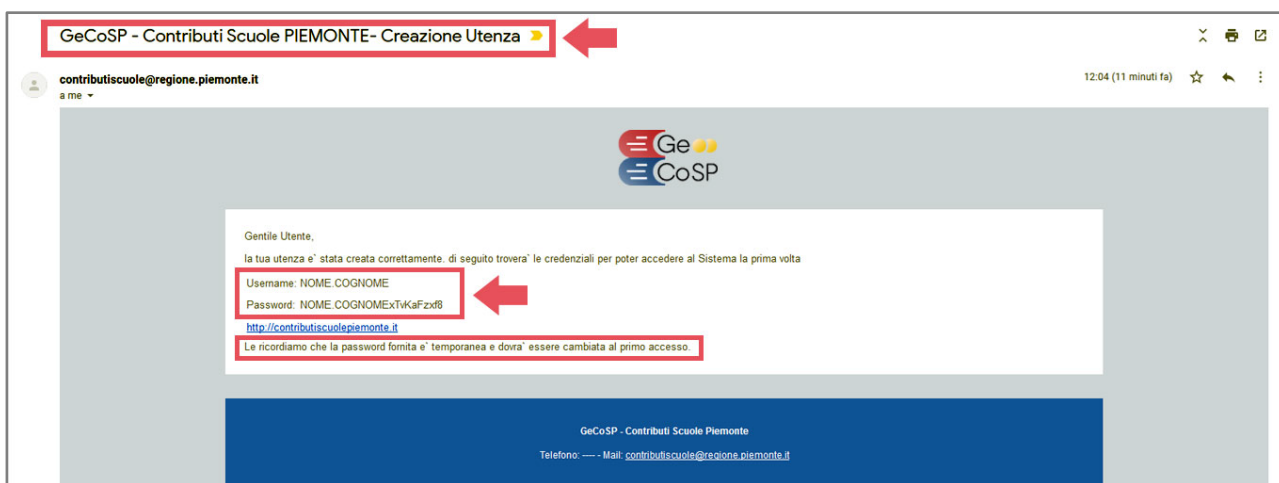 GeCoSP - Contributi Scuole PIEMONTE- Creazione Utenza
contributiscuole@regione.piemonte.it
12:04 (11 minuti fa)
a me
Ge
CoSP
Gentile Utente,
la tua utenza e` stata creata correttamente. di seguito trovera` le credenziali per poter accedere al Sistema la prima volta
Username: NOME.COGNOME
Password: NOME.COGNOMExTvKaFzxf8
http://contributiscuolepiemonte.it
Le ricordiamo che la password fornita e` temporanea e dovra` essere cambiata al primo accesso.
GeCoSP - Contributi Scuole Piemonte
Telefono: ---- - Mail: contributiscuole@regione.piemonte.it